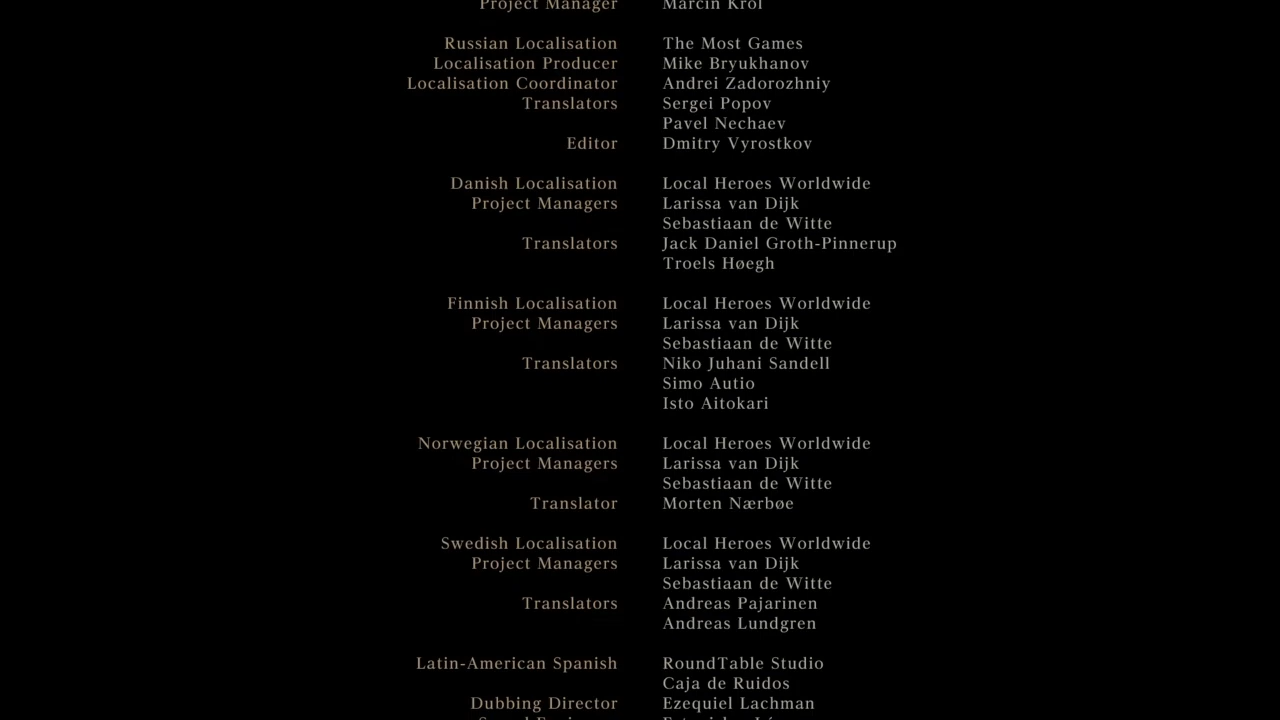 Project Manager Marcin Krol
Russian Localisation The Most Games
Localisation Producer Mike Bryukhanov
Localisation Coordinator Andrei Zadorozhniy
Translators Sergei Popov
Pavel Nechaev
Editor Dmitry Vyrostkov
Danish Localisation Local Heroes Worldwide
Project Managers Larissa van Dijk
Sebastiaan de Witte
Translators Jack Daniel Groth-Pinnerup
Troels Høegh
Finnish Localisation Local Heroes Worldwide
Project Managers Larissa van Dijk
Sebastiaan de Witte
Translators Niko Juhani Sandell
Simo Autio
Isto Aitokari
Norwegian Localisation Local Heroes Worldwide
Project Managers Larissa van Dijk
Sebastiaan de Witte
Translator Morten Nærbøe
Swedish Localisation Local Heroes Worldwide
Project Managers Larissa van Dijk
Sebastiaan de Witte
Translators Andreas Pajarinen
Andreas Lundgren
Latin-American Spanish RoundTable Studio
Caja de Ruidos
Dubbing Director Ezequiel Lachman